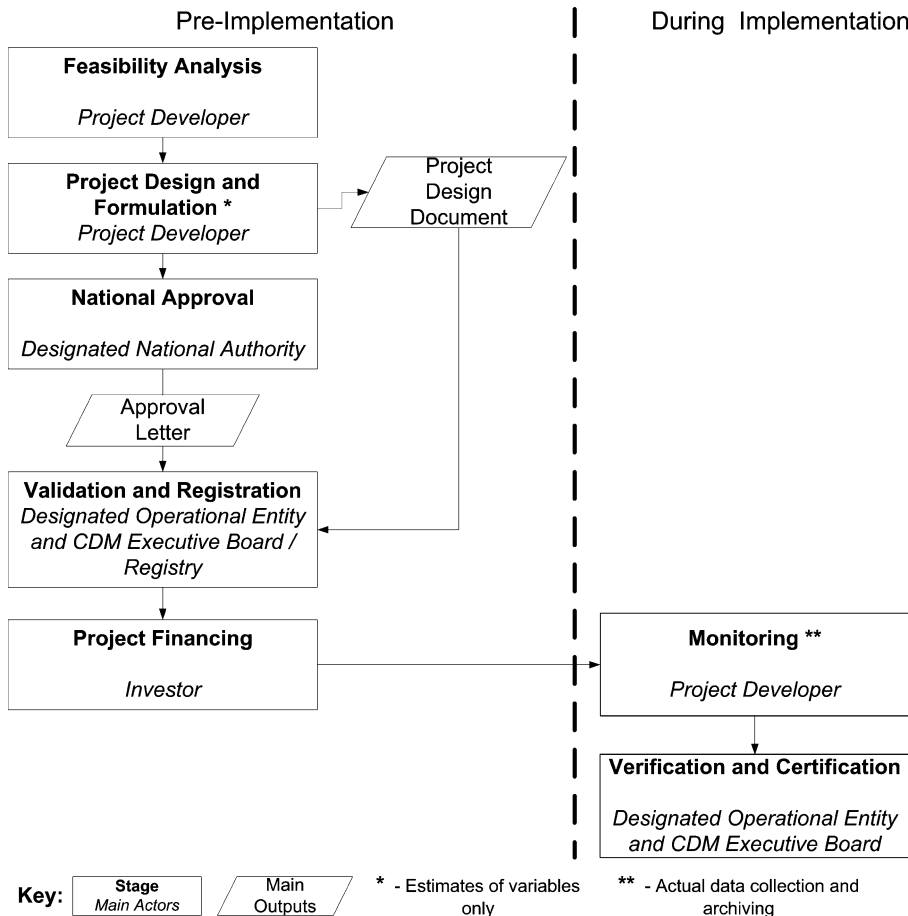 Pre-Implementation
During Implementation
Feasibility Analysis
Project Developer
Project Design and
Formulation *
Project Developer
Project
Design
Document
National Approval
Designated National Authority
Approval
Letter
Validation and Registration
Designated Operational Entity
and CDM Executive Board /
Registry
Project Financing
Investor
Monitoring **
Project Developer
Verification and Certification
Designated Operational Entity
and CDM Executive Board
Key:
Stage
Main Actors
Main
Outputs
* - Estimates of variables
only
** - Actual data collection and
archiving